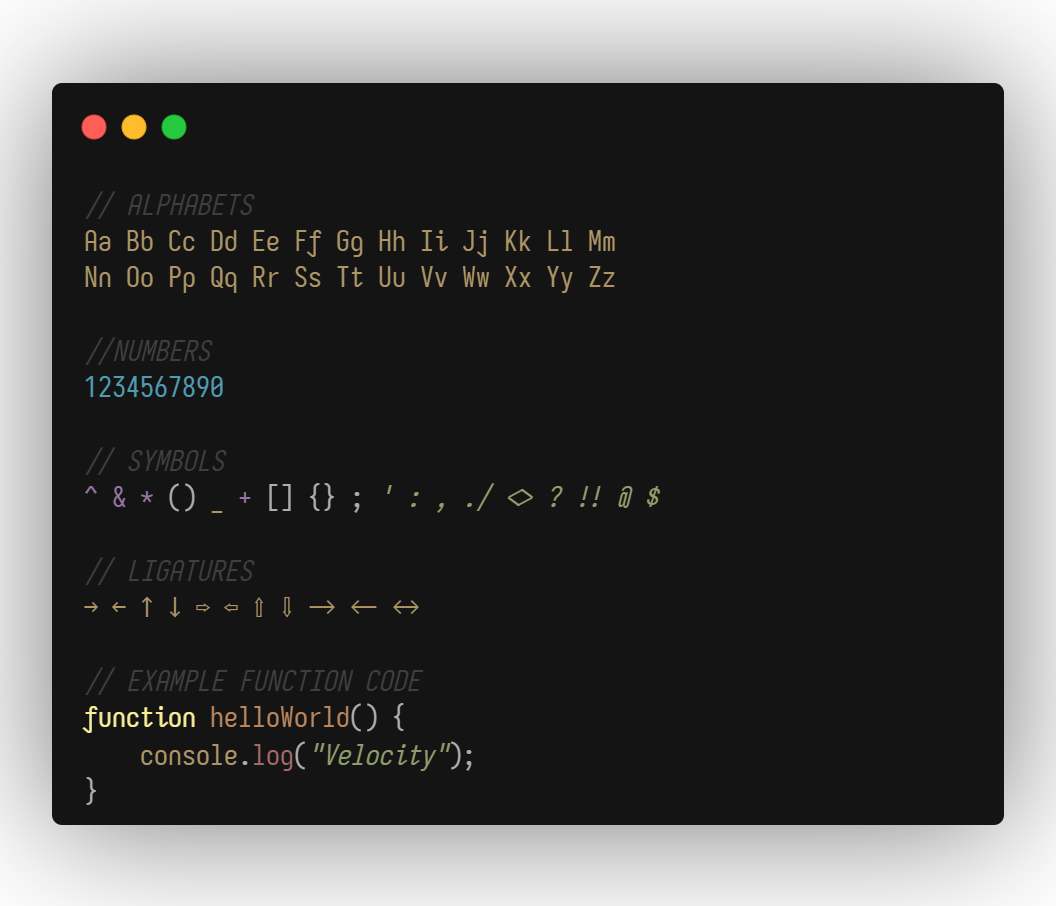 // ALPHABETS
Aa Bb Cc Dd Ee Ff Gg Hh Ii Jj Kk Ll Mm
Nn Oo Pp Qq Rr Ss Tt Uu Vv Ww Xx Yy Zz
//NUMBERS
1234567890
// SYMBOLS
^ & * () _ + [] {} ; ' : , ./ <> ? !! @ $
// LIGATURES
→ ← ↑ ↓ ⇨ ⇦ ⇧ ⇩ ⟶ ⟵ ⟷
// EXAMPLE FUNCTION CODE
function helloWorld() {
    console.log("Velocity");
}